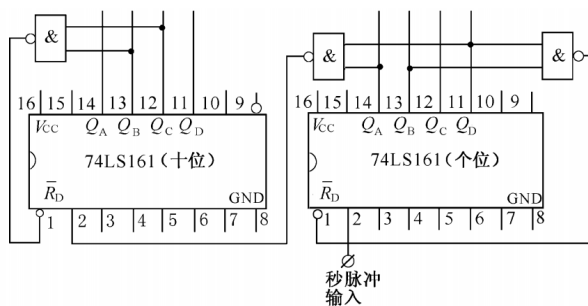 & & &
16 15 14 13 12 11 10 9 16 15 14 13 12 11 10 9
VCC QA QB QC QD VCC QA QB QC QD
74LS161(十位) 74LS161(个位)
R̅D GND R̅D GND
1 2 3 4 5 6 7 8 1 2 3 4 5 6 7 8
秒脉冲
输入